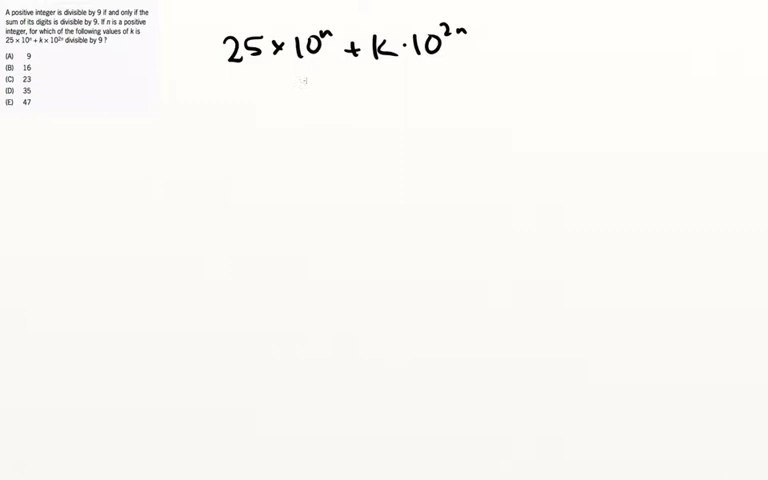 A positive integer is divisible by 9 if and only if the
sum of its digits is divisible by 9. If n is a positive
integer, for which of the following values of k is
25 × 10ⁿ + k × 10²ⁿ divisible by 9 ?
(A) 9
(B) 16
(C) 23
(D) 35
(E) 47
25 × 10ⁿ + K · 10²ⁿ